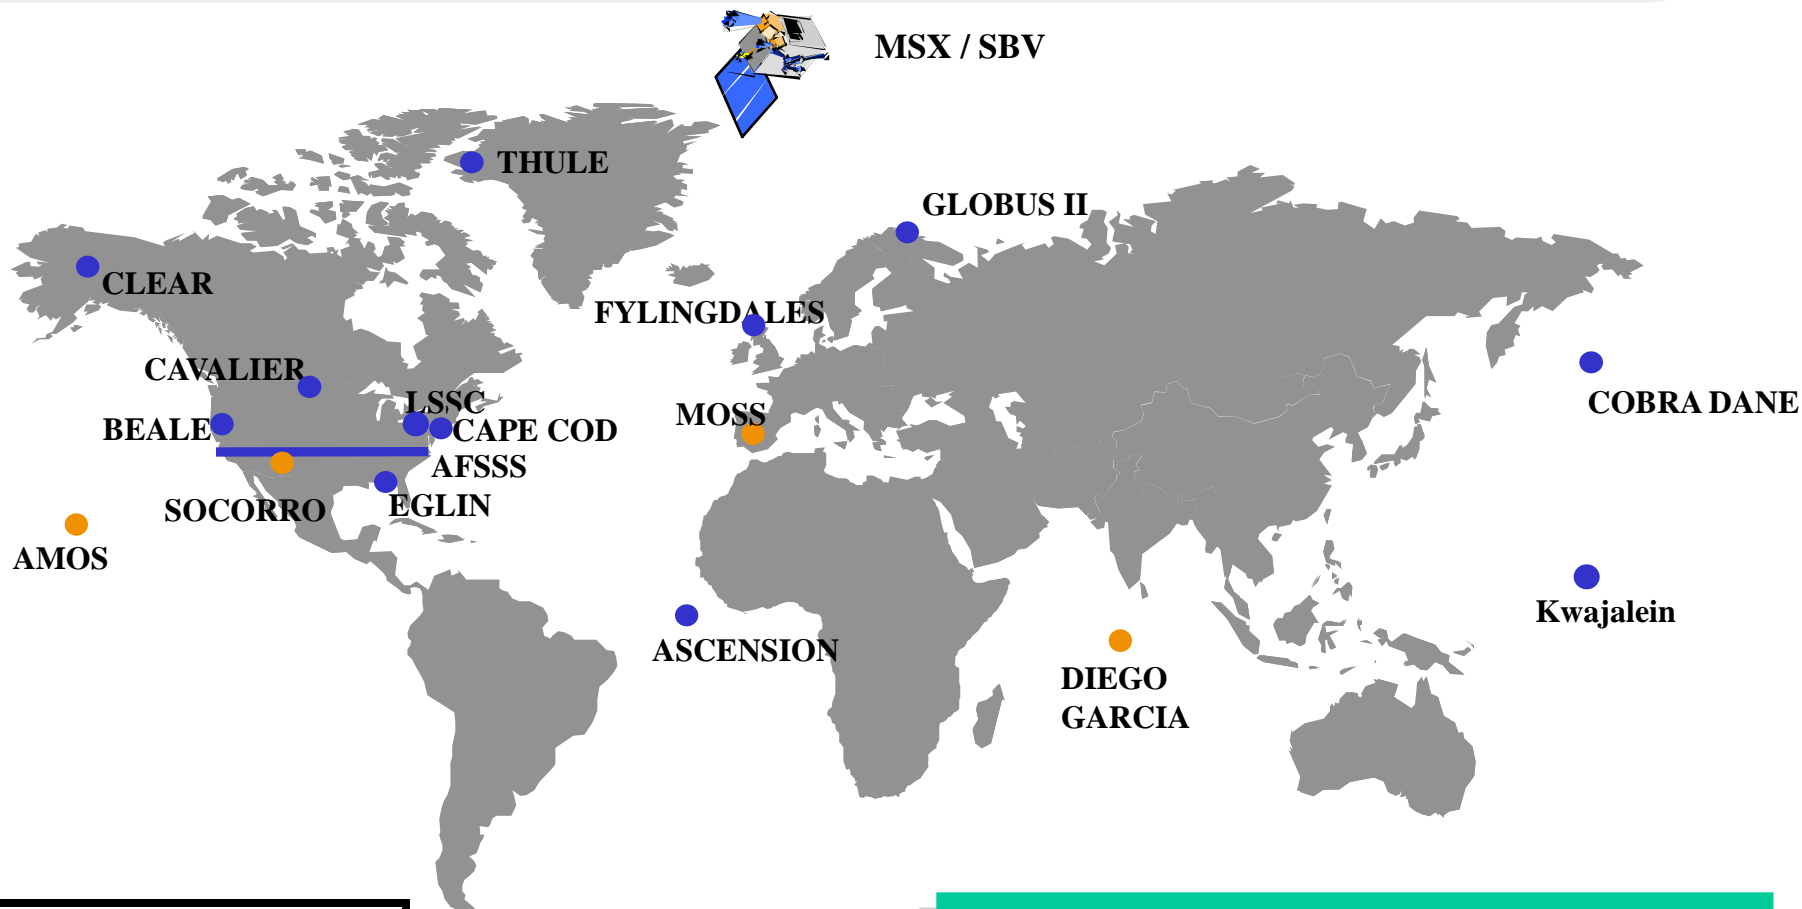 MSX / SBV
THULE
GLOBUS II
CLEAR
FYLINGDALES
CAVALIER
LSSC
COBRA DANE
MOSS
BEALE
CAPE COD
AFSSS
EGLIN
SOCORRO
AMOS
Kwajalein
ASCENSION
DIEGO
GARCIA